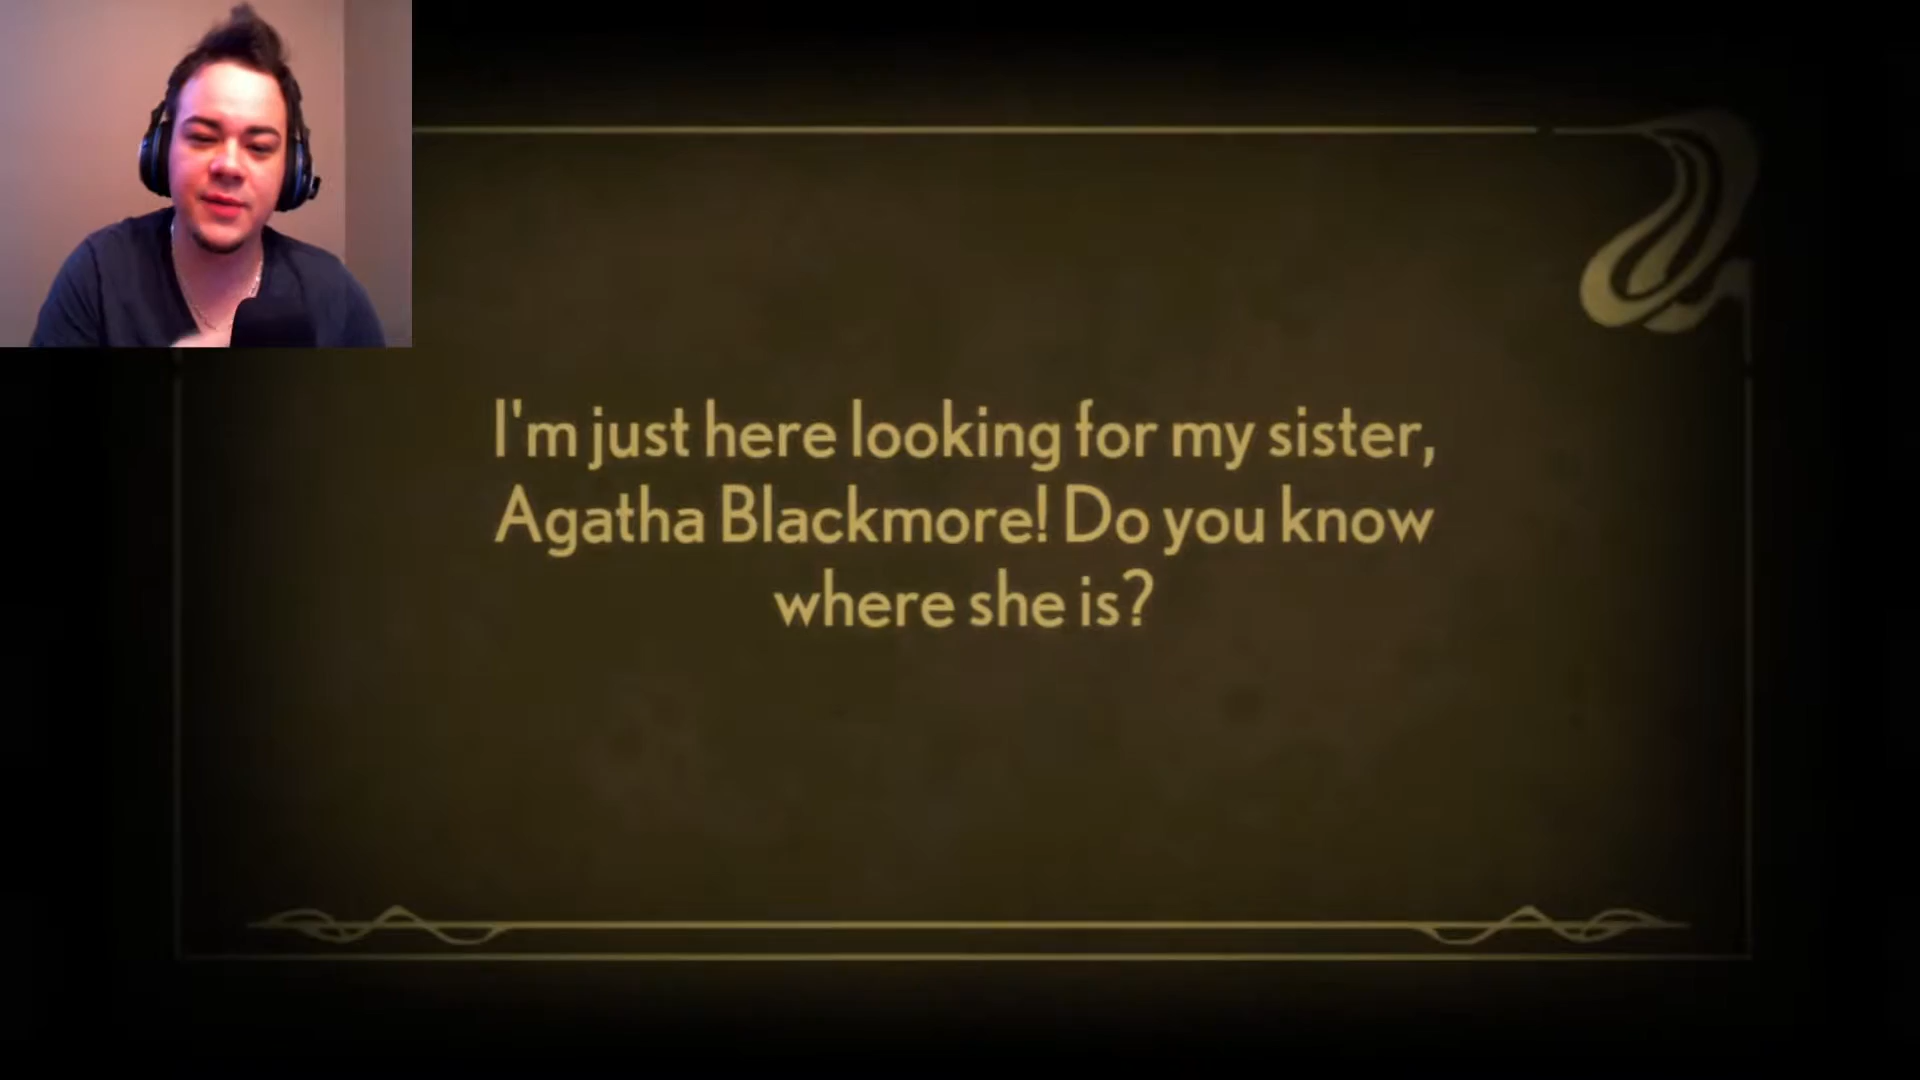 I'm just here looking for my sister,
Agatha Blackmore! Do you know
where she is?